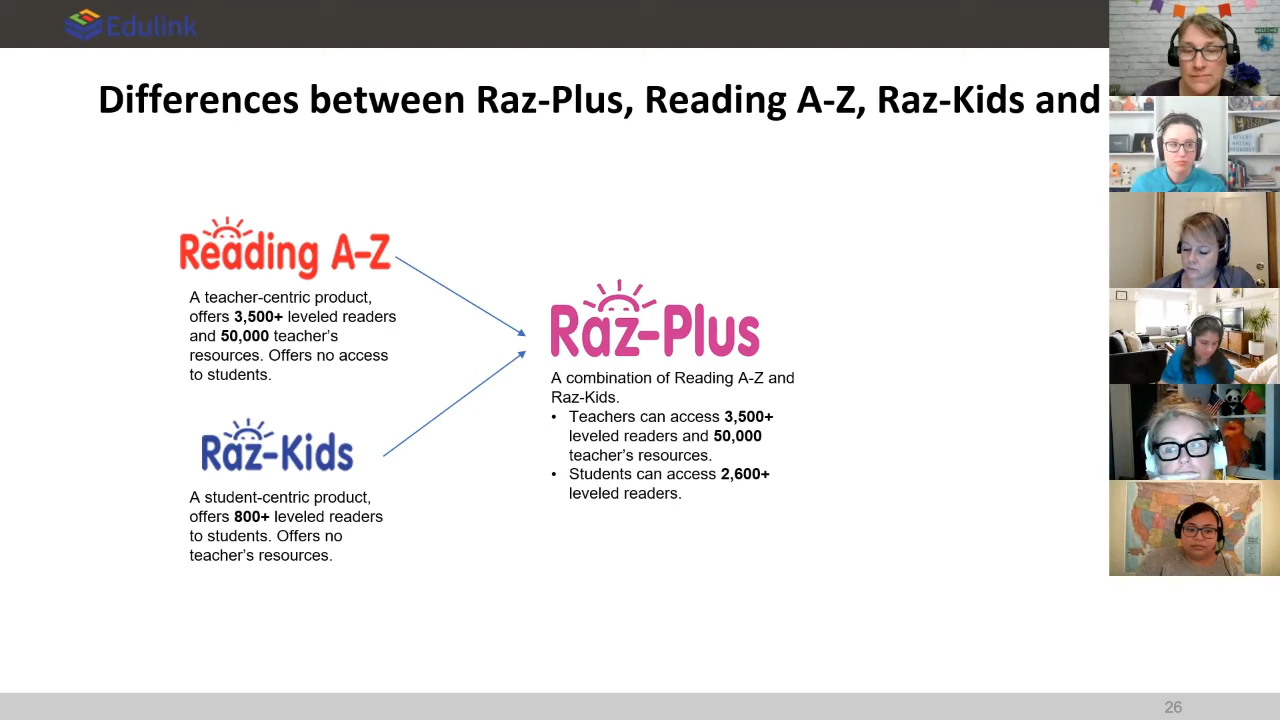 Edulink
Differences between Raz-Plus, Reading A-Z, Raz-Kids and
Reading A-Z
A teacher-centric product,
offers 3,500+ leveled readers
and 50,000 teacher’s
resources. Offers no access
to students.
Raz-Kids
A student-centric product,
offers 800+ leveled readers
to students. Offers no
teacher’s resources.
Raz-Plus
A combination of Reading A-Z and
Raz-Kids.
• Teachers can access 3,500+
leveled readers and 50,000
teacher’s resources.
• Students can access 2,600+
leveled readers.
26